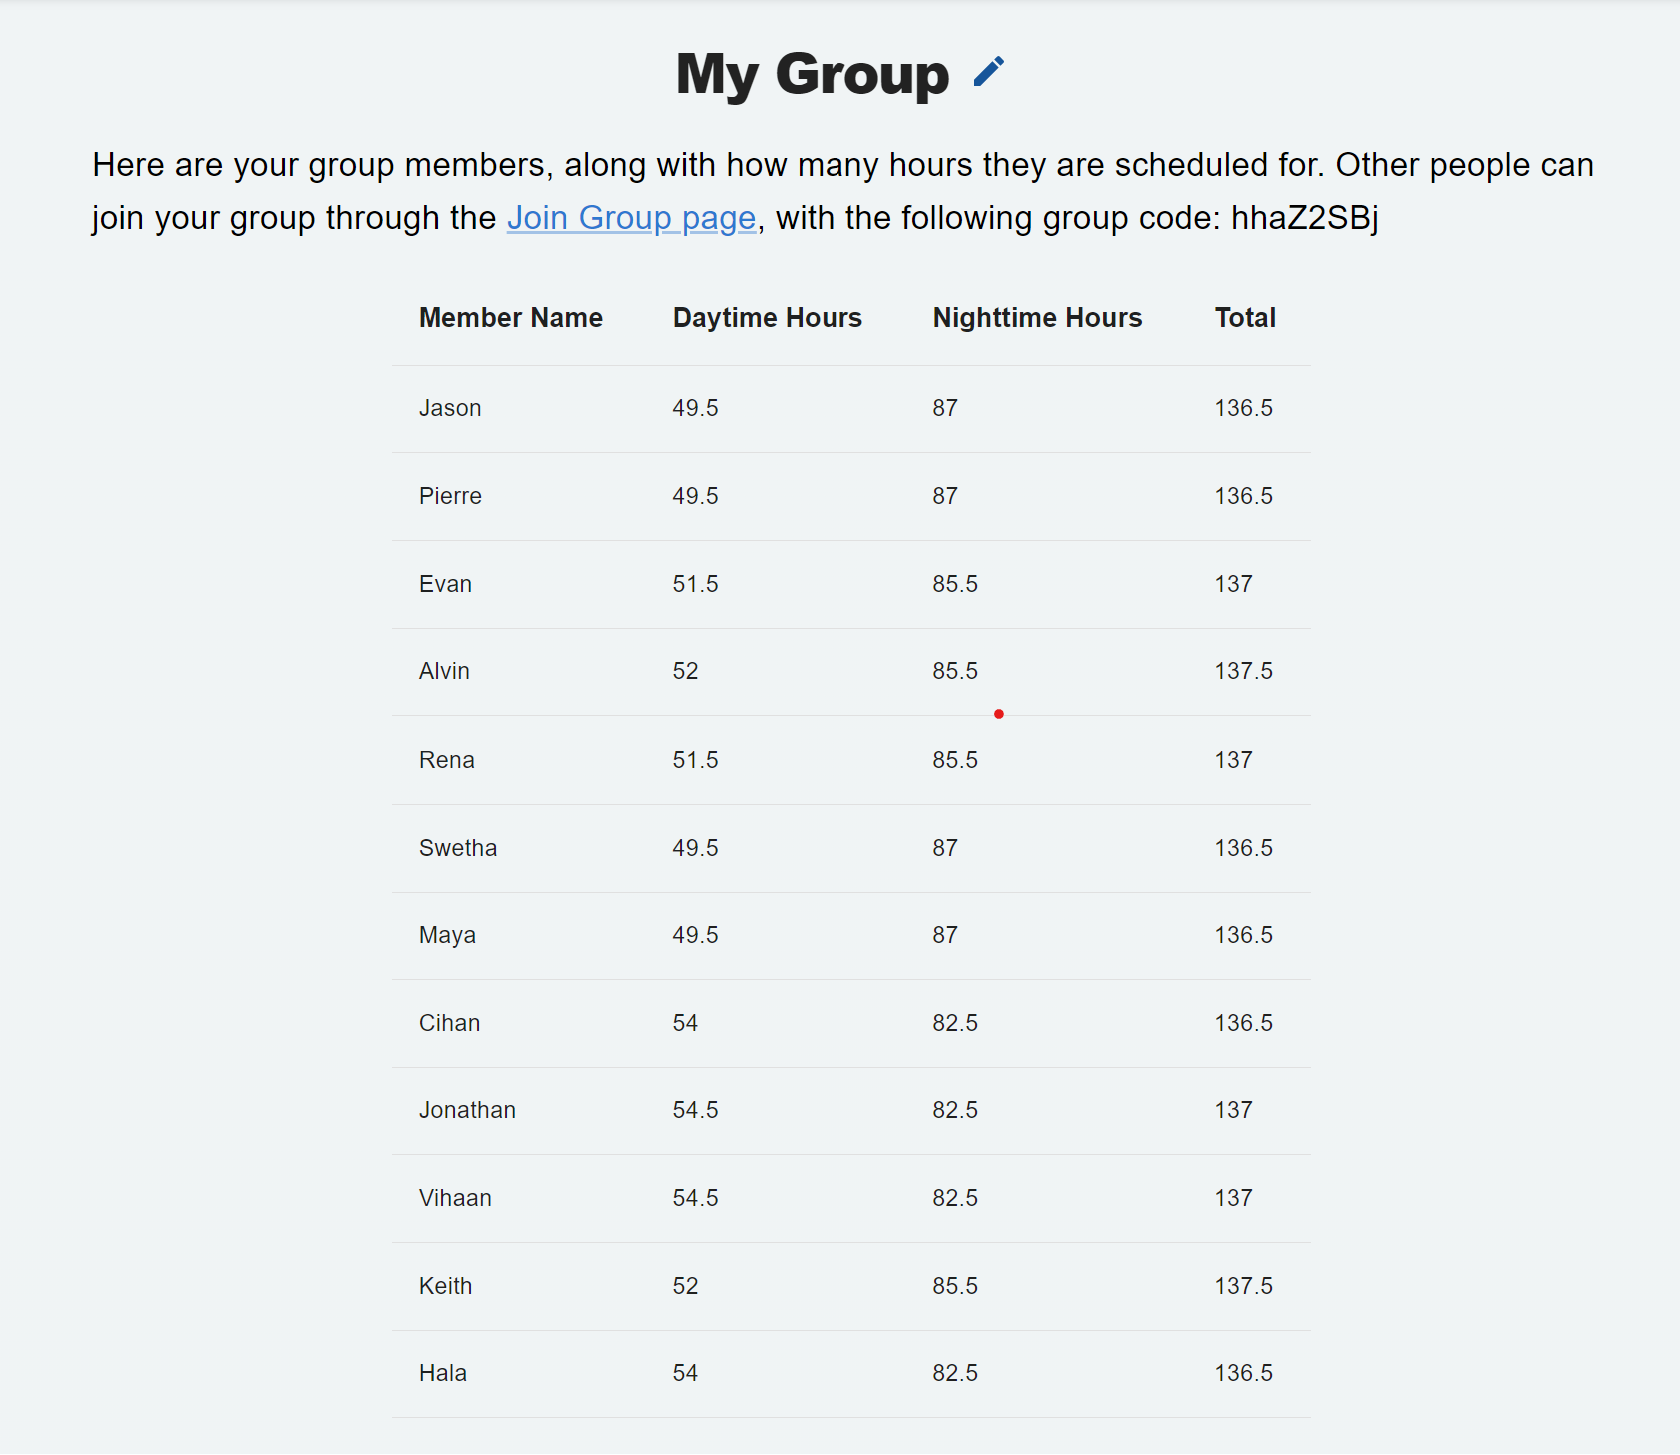 My Group
Here are your group members, along with how many hours they are scheduled for. Other people can
join your group through the Join Group page, with the following group code: hhaZ2SBj
Member Name Daytime Hours Nighttime Hours Total
Jason 49.5 87 136.5
Pierre 49.5 87 136.5
Evan 51.5 85.5 137
Alvin 52 85.5 137.5
Rena 51.5 85.5 137
Swetha 49.5 87 136.5
Maya 49.5 87 136.5
Cihan 54 82.5 136.5
Jonathan 54.5 82.5 137
Vihaan 54.5 82.5 137
Keith 52 85.5 137.5
Hala 54 82.5 136.5